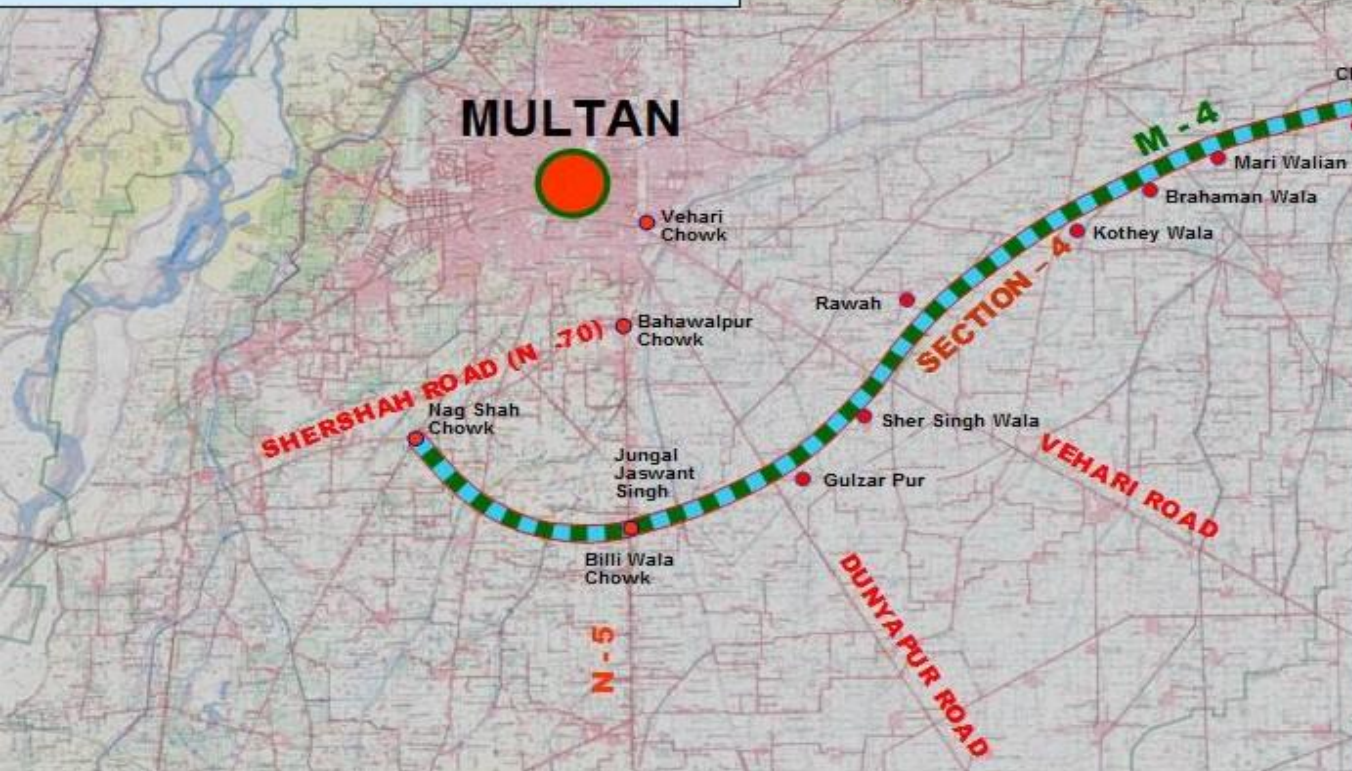 MULTAN
M - 4
Mari Walian
Brahaman Wala
Kothey Wala
Vehari
Chowk
Rawah
SECTION - 4
Bahawalpur
Chowk
SHERSHAH ROAD (N -70)
Nag Shah
Chowk
Sher Singh Wala
VEHARI ROAD
Jungal
Jaswant
Singh
Gulzar Pur
Billi Wala
Chowk
DUNYAPUR ROAD
N - 5